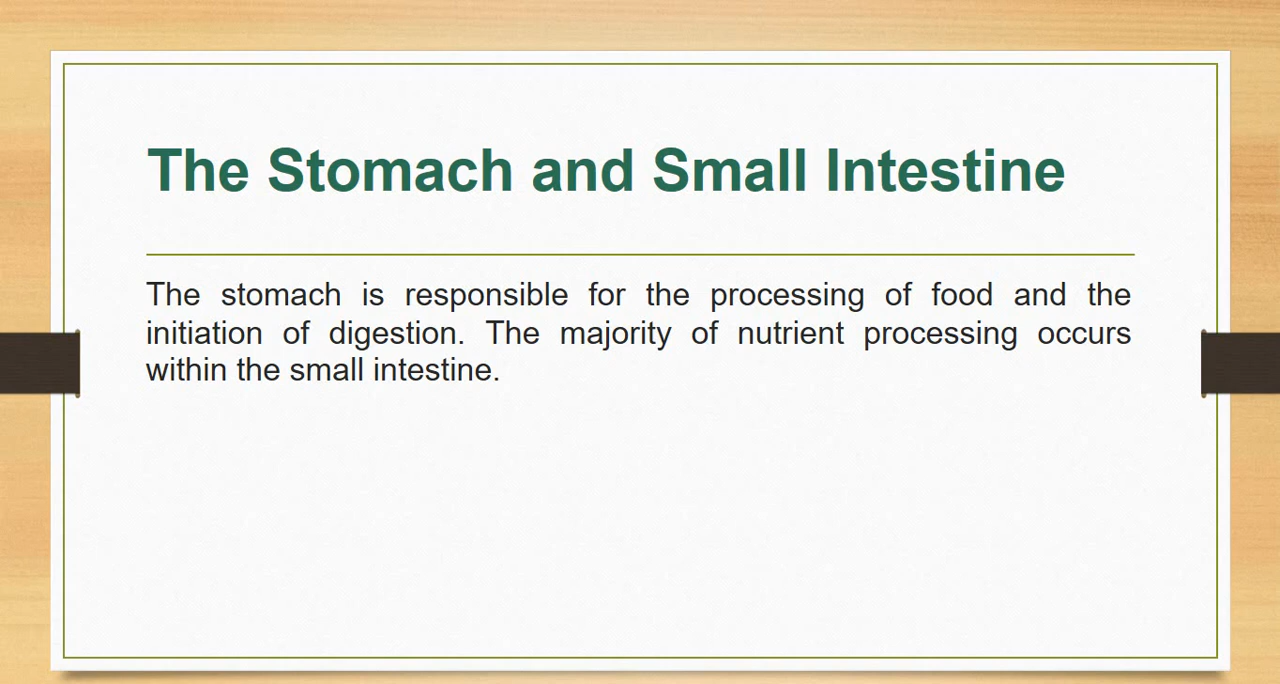 The Stomach and Small Intestine
The stomach is responsible for the processing of food and the
initiation of digestion. The majority of nutrient processing occurs
within the small intestine.